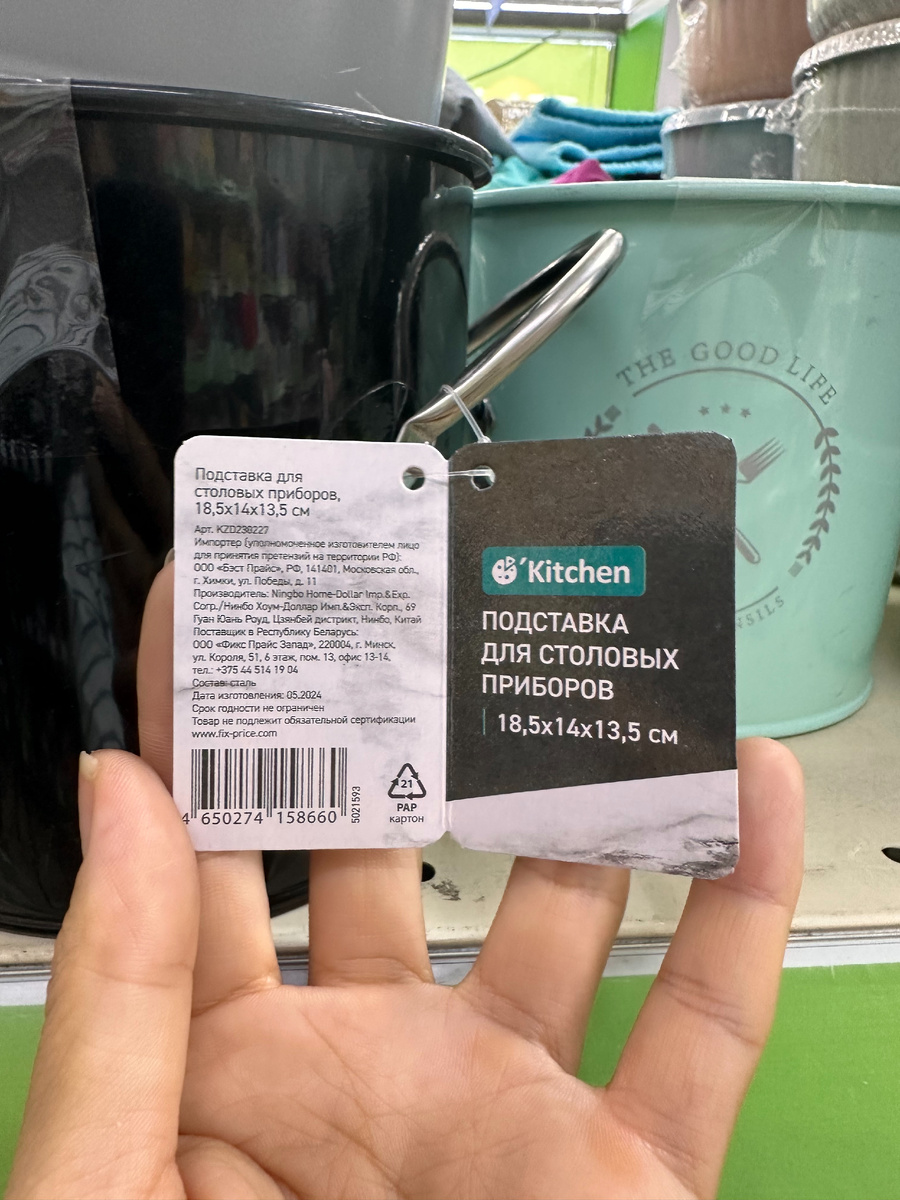 THE GOOD LIFE
Подставка для
столовых приборов,
18,5х14х13,5 см
Арт. KZD230227
Импортер (уполномоченное изготовителем лицо
для принятия претензий на территории РФ):
ООО «Бэст Прайс», РФ, 141401, Московская обл.,
г. Химки, ул. Победы, д. 11
Производитель: Ningbo Home-Dollar Imp.&Exp.
Corp./Нинбо Хоум-Доллар Имп.&Эксп. Корп., 69
Гуан Юань Роуд, Цзянбей дистрикт, Нинбо, Китай
Поставщик в Республику Беларусь:
ООО «Фикс Прайс Запад», 220004, г. Минск,
ул. Короля, 51, 6 этаж, пом. 13, офис 13-14,
тел.: +375 44 514 19 04
Состав: сталь
Дата изготовления: 05.2024
Срок годности не ограничен
Товар не подлежит обязательной сертификации
www.fix-price.com
4 650274 158660
5021593
21
PAP
картон
Kitchen
ПОДСТАВКА
ДЛЯ СТОЛОВЫХ
ПРИБОРОВ
18,5х14х13,5 см